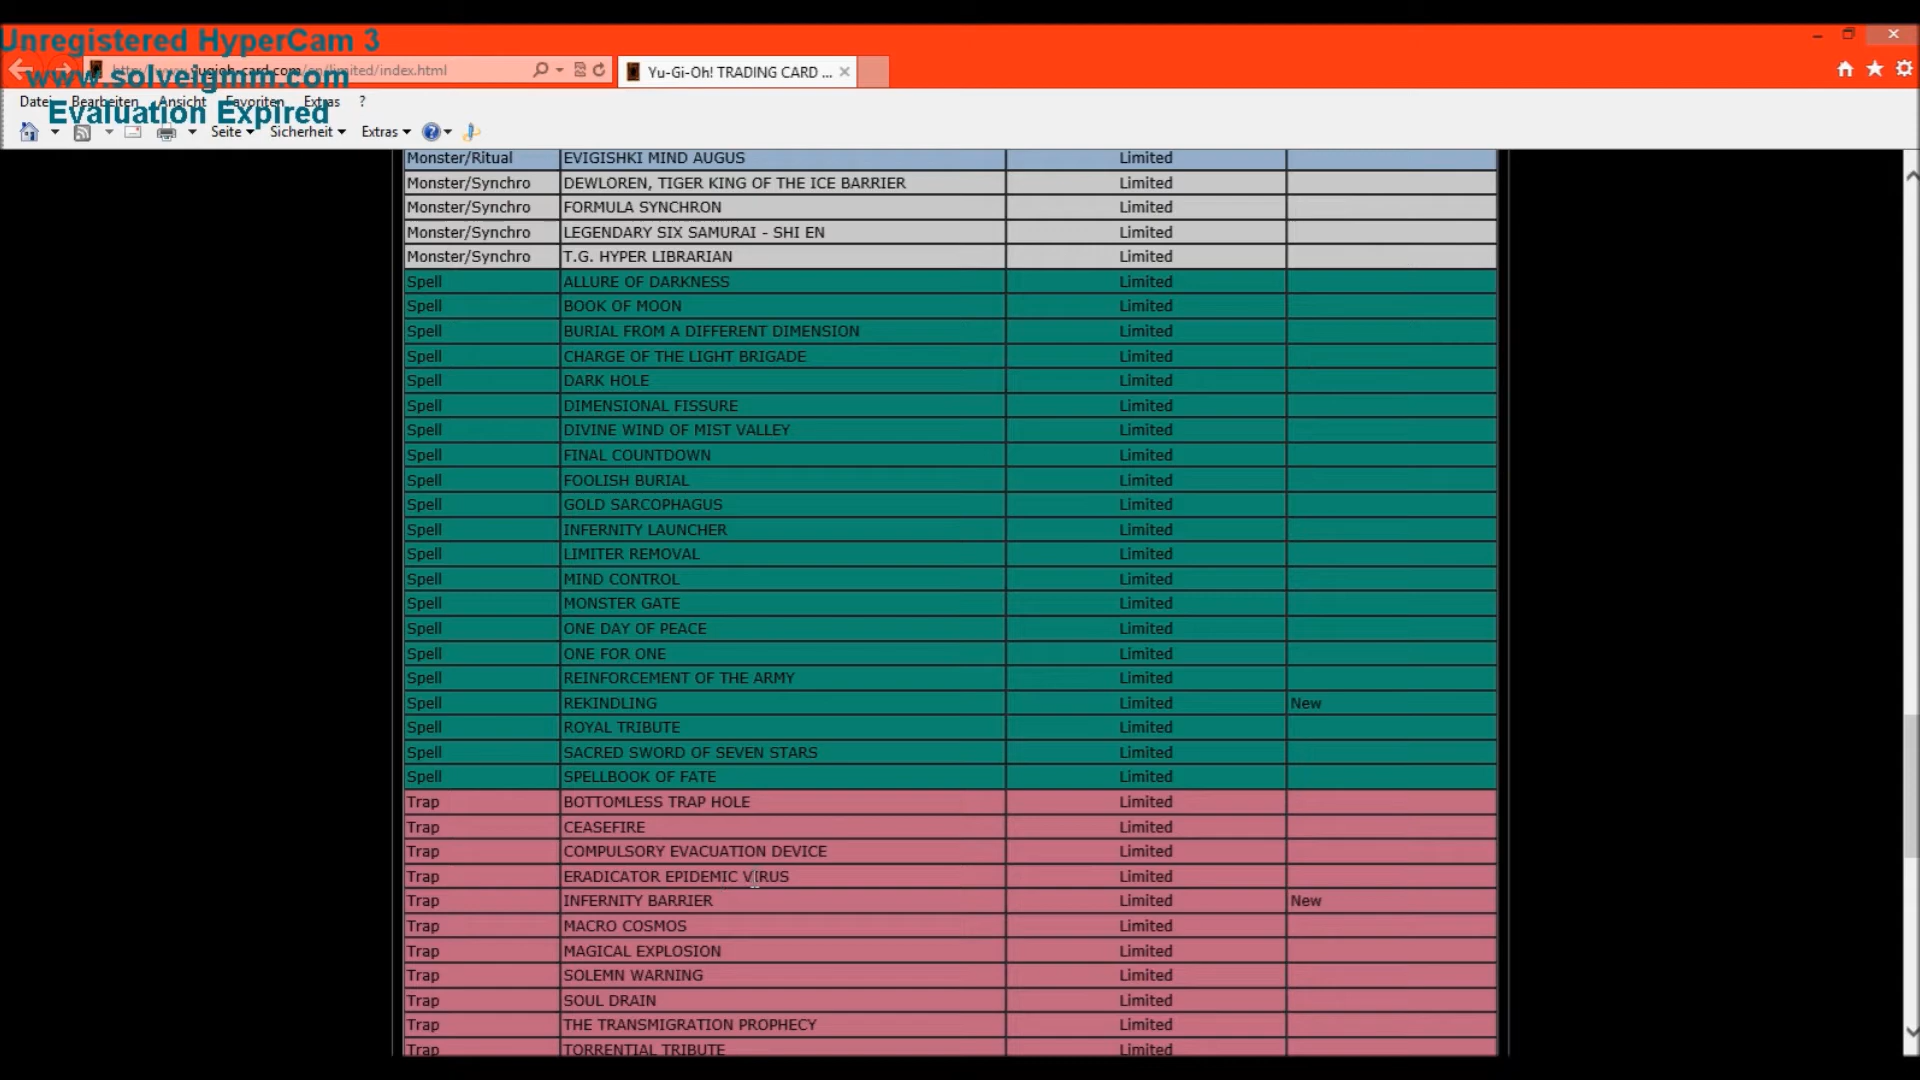 Unregistered HyperCam 3
www.solveigmm.com
Evaluation Expired
yugioh-card.com/en/limited/index.html
Yu-Gi-Oh! TRADING CARD ...
Datei Bearbeiten Ansicht Favoriten Extras ?
Seite Sicherheit Extras
Monster/Ritual EVIGISHKI MIND AUGUS Limited
Monster/Synchro DEWLOREN, TIGER KING OF THE ICE BARRIER Limited
Monster/Synchro FORMULA SYNCHRON Limited
Monster/Synchro LEGENDARY SIX SAMURAI - SHI EN Limited
Monster/Synchro T.G. HYPER LIBRARIAN Limited
Spell ALLURE OF DARKNESS Limited
Spell BOOK OF MOON Limited
Spell BURIAL FROM A DIFFERENT DIMENSION Limited
Spell CHARGE OF THE LIGHT BRIGADE Limited
Spell DARK HOLE Limited
Spell DIMENSIONAL FISSURE Limited
Spell DIVINE WIND OF MIST VALLEY Limited
Spell FINAL COUNTDOWN Limited
Spell FOOLISH BURIAL Limited
Spell GOLD SARCOPHAGUS Limited
Spell INFERNITY LAUNCHER Limited
Spell LIMITER REMOVAL Limited
Spell MIND CONTROL Limited
Spell MONSTER GATE Limited
Spell ONE DAY OF PEACE Limited
Spell ONE FOR ONE Limited
Spell REINFORCEMENT OF THE ARMY Limited
Spell REKINDLING Limited New
Spell ROYAL TRIBUTE Limited
Spell SACRED SWORD OF SEVEN STARS Limited
Spell SPELLBOOK OF FATE Limited
Trap BOTTOMLESS TRAP HOLE Limited
Trap CEASEFIRE Limited
Trap COMPULSORY EVACUATION DEVICE Limited
Trap ERADICATOR EPIDEMIC VIRUS Limited
Trap INFERNITY BARRIER Limited New
Trap MACRO COSMOS Limited
Trap MAGICAL EXPLOSION Limited
Trap SOLEMN WARNING Limited
Trap SOUL DRAIN Limited
Trap THE TRANSMIGRATION PROPHECY Limited
Trap TORRENTIAL TRIBUTE Limited